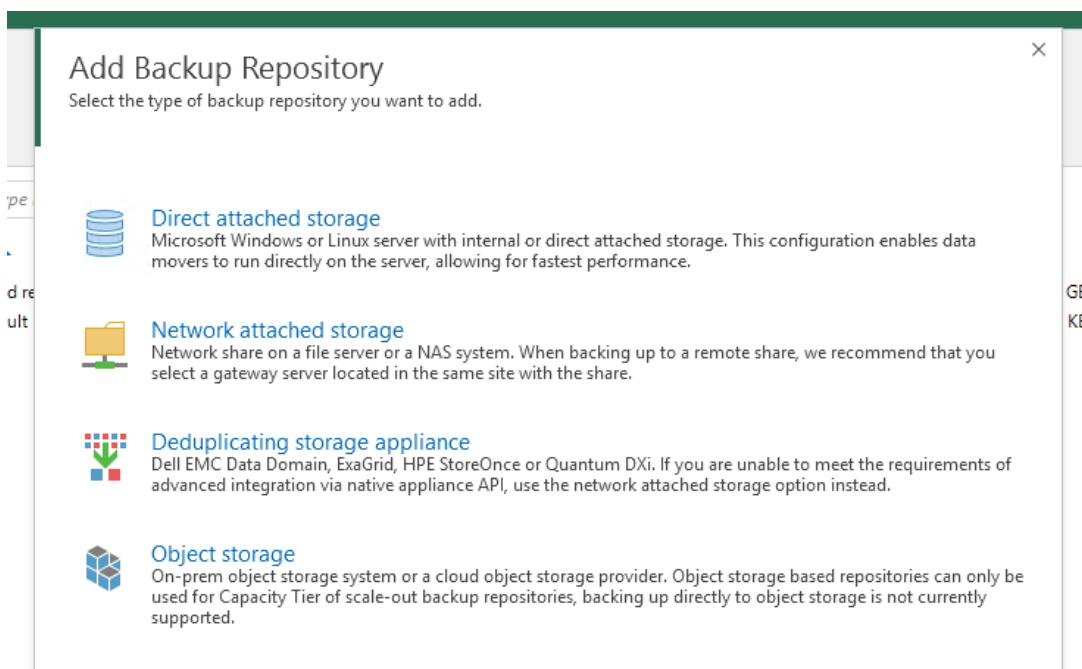 Add Backup Repository
Select the type of backup repository you want to add.
Direct attached storage
Microsoft Windows or Linux server with internal or direct attached storage. This configuration enables data
movers to run directly on the server, allowing for fastest performance.
Network attached storage
Network share on a file server or a NAS system. When backing up to a remote share, we recommend that you
select a gateway server located in the same site with the share.
Deduplicating storage appliance
Dell EMC Data Domain, ExaGrid, HPE StoreOnce or Quantum DXi. If you are unable to meet the requirements of
advanced integration via native appliance API, use the network attached storage option instead.
Object storage
On-prem object storage system or a cloud object storage provider. Object storage based repositories can only be
used for Capacity Tier of scale-out backup repositories, backing up directly to object storage is not currently
supported.